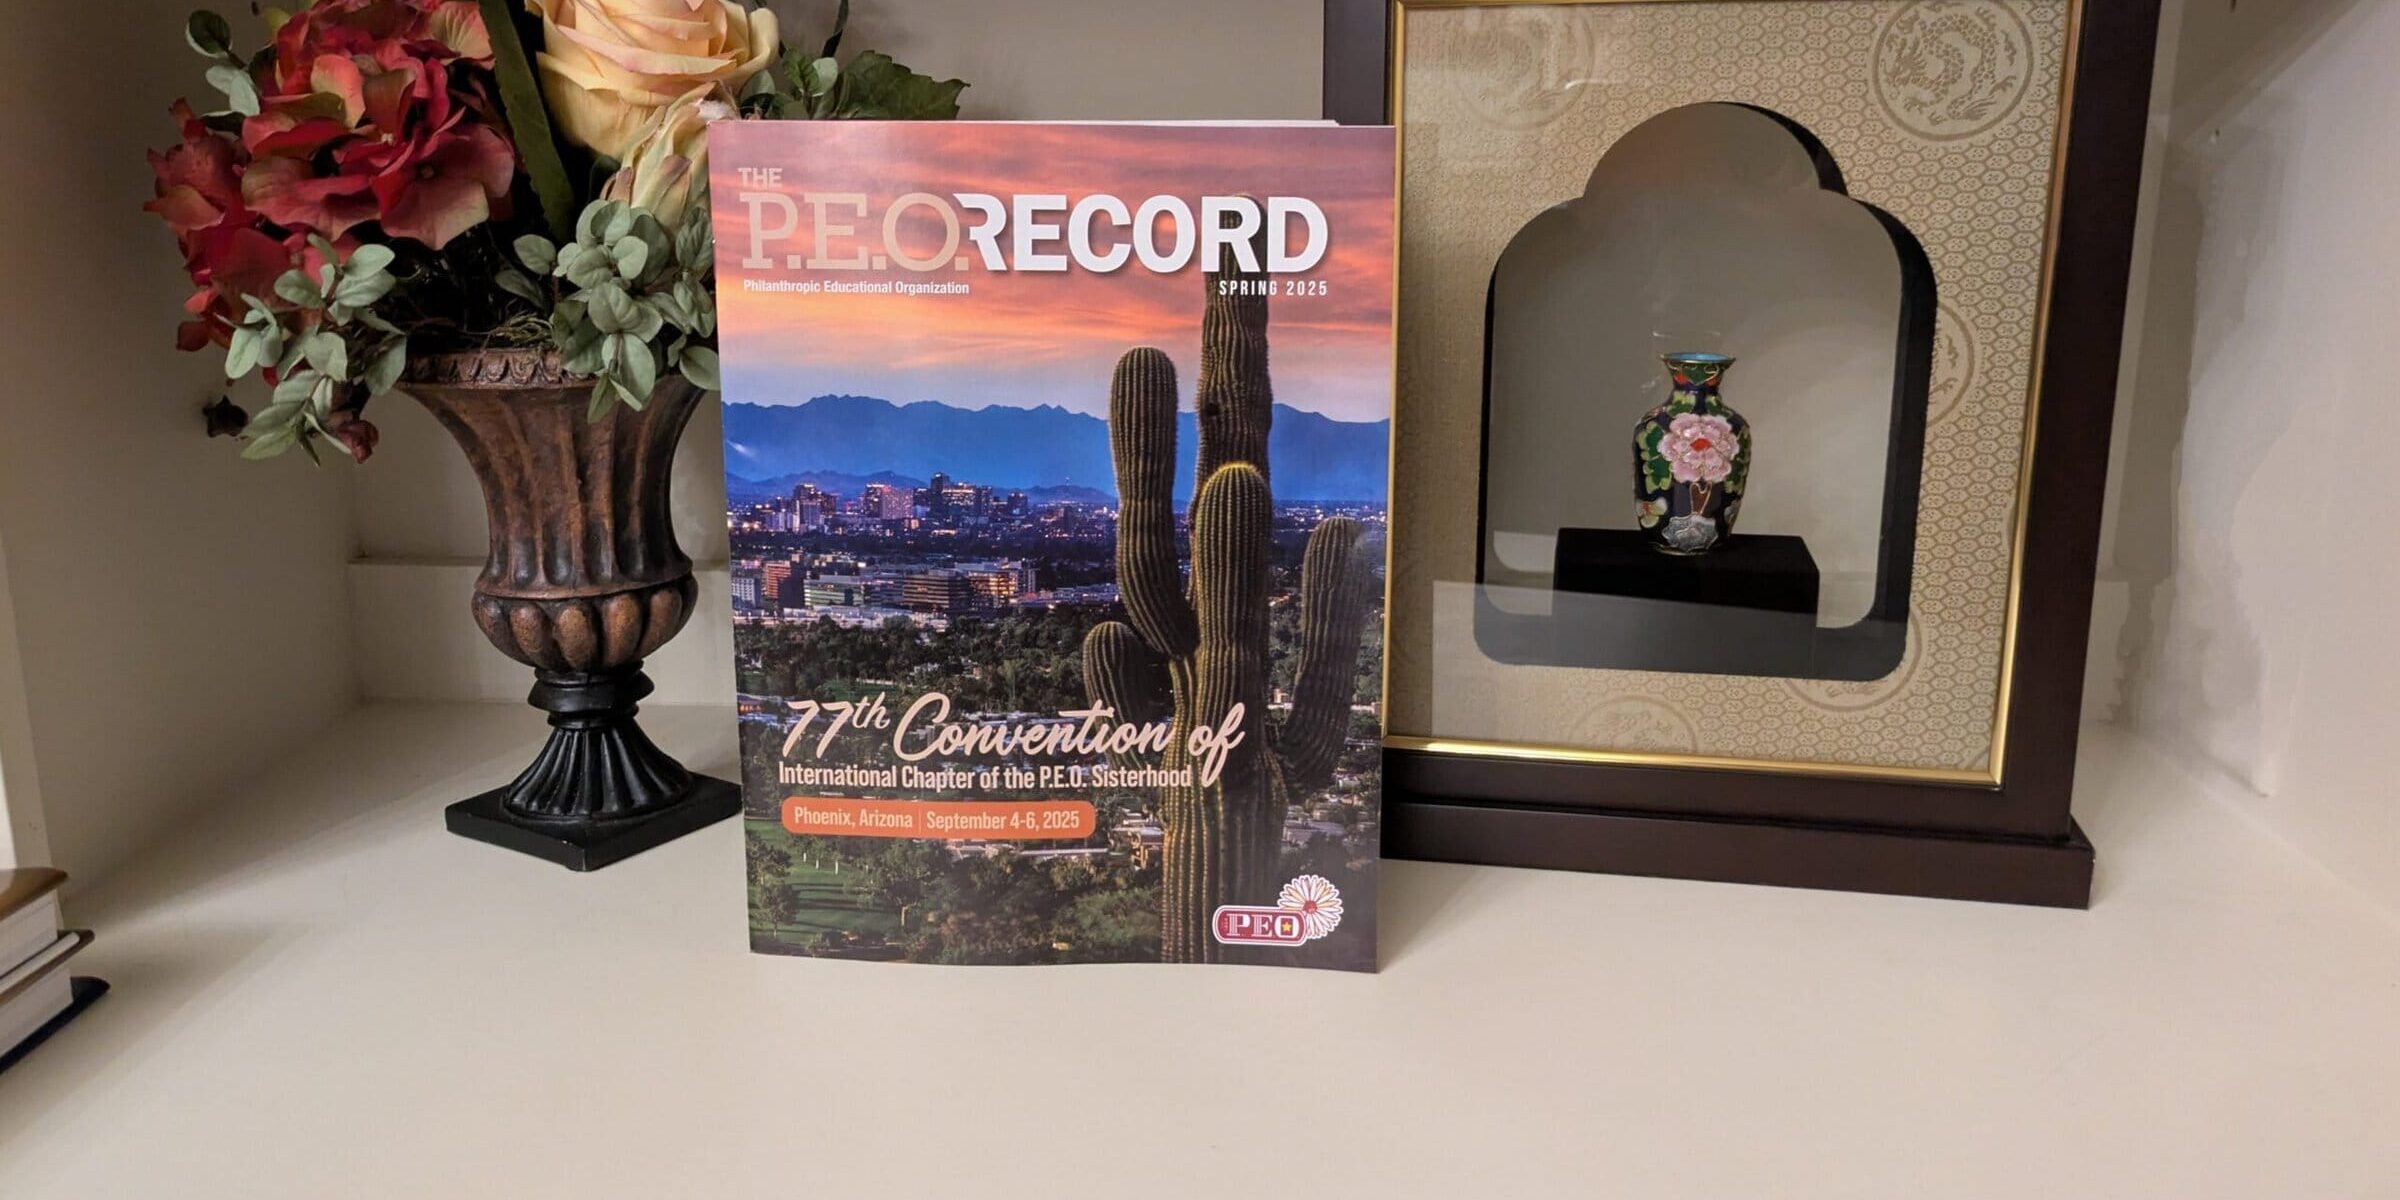 THE
P.E.O. RECORD
Philanthropic Educational Organization
SPRING 2025
77th Convention of
International Chapter of the P.E.O. Sisterhood
Phoenix, Arizona | September 4-6, 2025
PEO